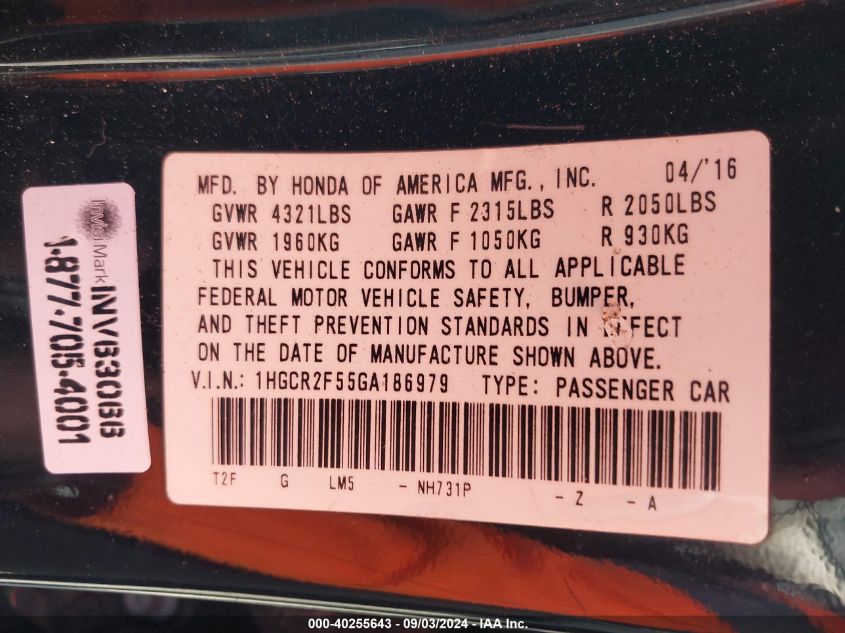 MFD. BY HONDA OF AMERICA MFG., INC. 04/'16
GVWR 4321LBS GAWR F 2315LBS R 2050LBS
GVWR 1960KG GAWR F 1050KG R 930KG
THIS VEHICLE CONFORMS TO ALL APPLICABLE
FEDERAL MOTOR VEHICLE SAFETY, BUMPER,
AND THEFT PREVENTION STANDARDS IN EFFECT
ON THE DATE OF MANUFACTURE SHOWN ABOVE.
V.I.N.: 1HGCR2F55GA186979 TYPE: PASSENGER CAR
T2F G LM5 - NH731P - Z - A
InVisiMark
INV63066
1-877-705-4001
000-40255643 - 09/03/2024 - IAA Inc.